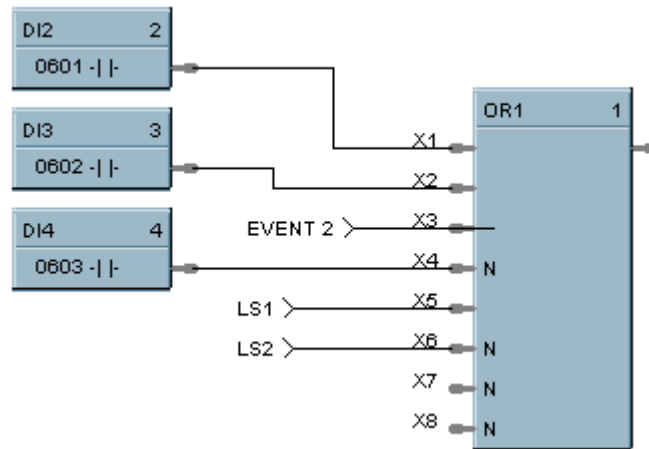 DI2 2
0601 -| |-
DI3 3
0602 -| |-
DI4 4
0603 -| |-
OR1 1
X1
X2
EVENT 2 X3
X4 N
LS1 X5
LS2 X6 N
X7 N
X8 N